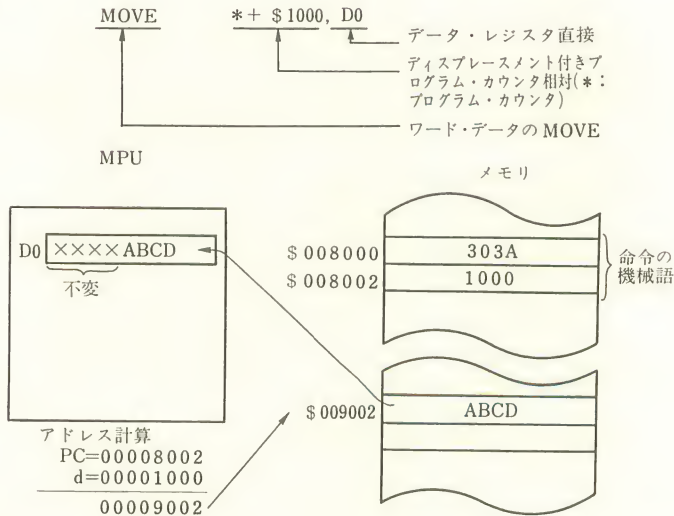 MOVE *+ $1000, D0
データ・レジスタ直接
ディスプレースメント付きプ
ログラム・カウンタ相対(*:
プログラム・カウンタ)
ワード・データのMOVE
MPU
メモリ
D0 ××××ABCD
不変
$008000 303A
$008002 1000
命令の
機械語
$009002 ABCD
アドレス計算
PC=00008002
d=00001000
00009002